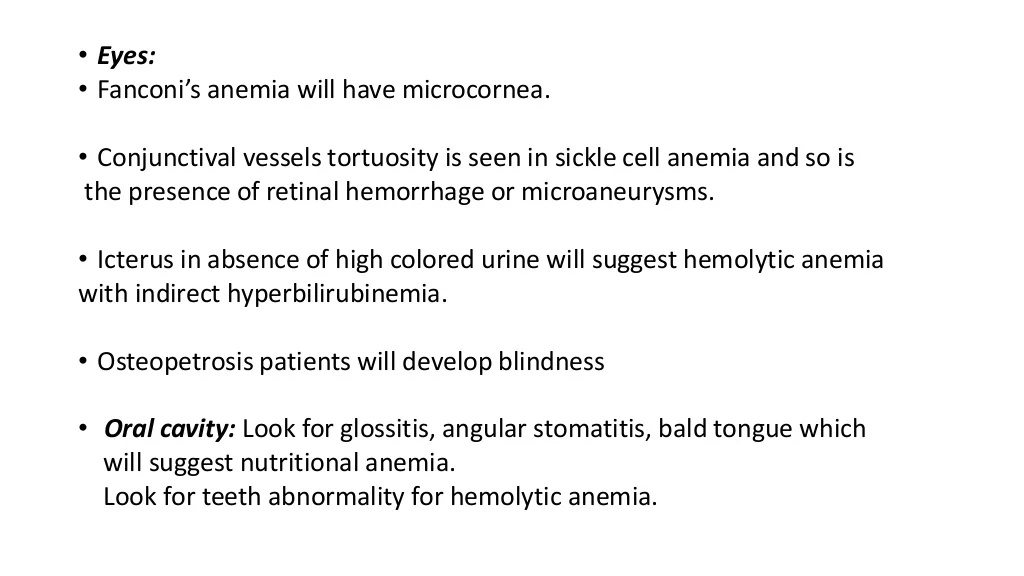 • Eyes:
• Fanconi’s anemia will have microcornea.
• Conjunctival vessels tortuosity is seen in sickle cell anemia and so is
the presence of retinal hemorrhage or microaneurysms.
• Icterus in absence of high colored urine will suggest hemolytic anemia
with indirect hyperbilirubinemia.
• Osteopetrosis patients will develop blindness
• Oral cavity: Look for glossitis, angular stomatitis, bald tongue which
will suggest nutritional anemia.
Look for teeth abnormality for hemolytic anemia.